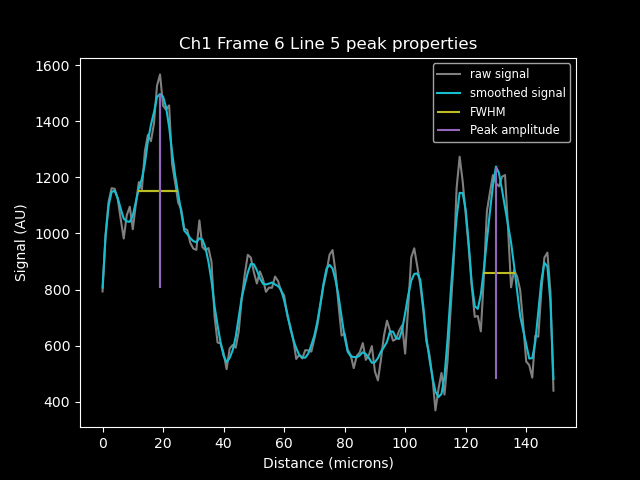 Ch1 Frame 6 Line 5 peak properties
raw signal
smoothed signal
FWHM
Peak amplitude
Signal (AU)
1600
1400
1200
1000
800
600
400
0 20 40 60 80 100 120 140
Distance (microns)